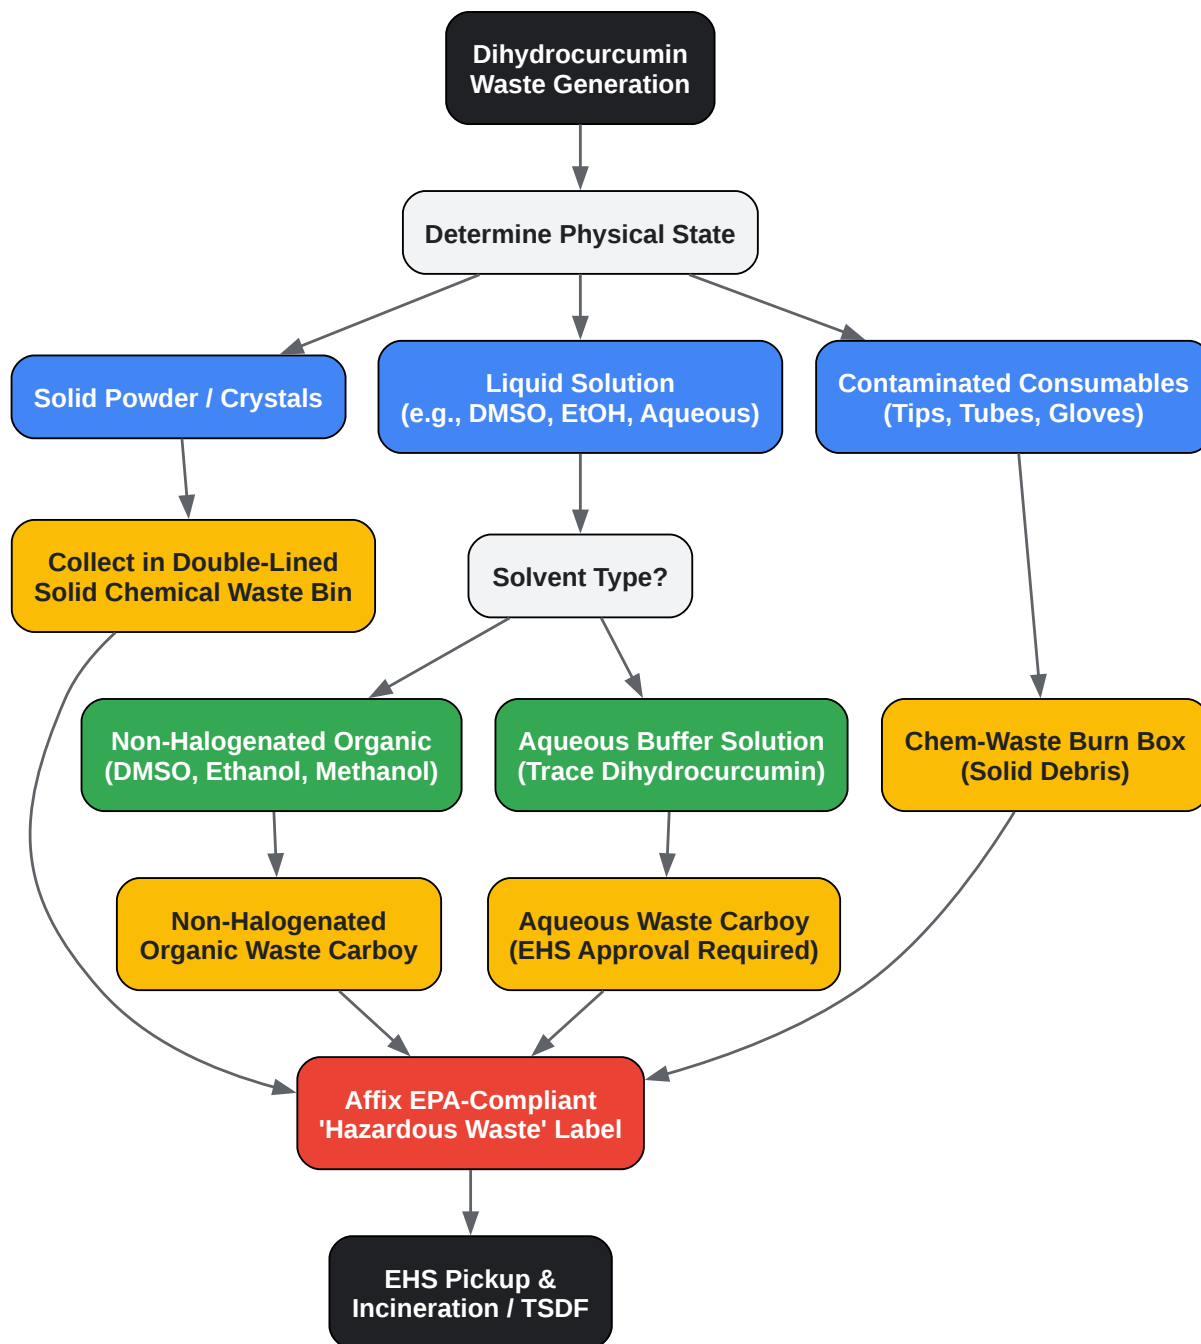 Dihydrocurcumin
Waste Generation
Determine Physical State
Solid Powder / Crystals
Liquid Solution
(e.g., DMSO, EtOH, Aqueous)
Contaminated Consumables
(Tips, Tubes, Gloves)
Collect in Double-Lined
Solid Chemical Waste Bin
Solvent Type?
Non-Halogenated Organic
(DMSO, Ethanol, Methanol)
Aqueous Buffer Solution
(Trace Dihydrocurcumin)
Chem-Waste Burn Box
(Solid Debris)
Non-Halogenated
Organic Waste Carboy
Aqueous Waste Carboy
(EHS Approval Required)
Affix EPA-Compliant
'Hazardous Waste' Label
EHS Pickup &
Incineration / TSDF